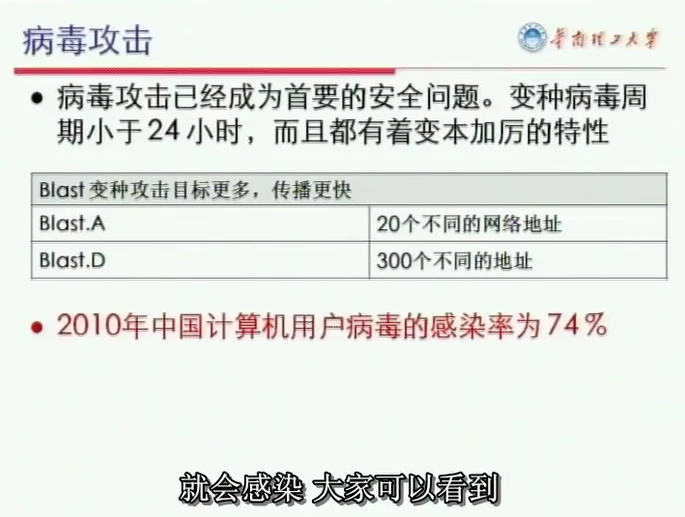 病毒攻击
华南理工大学
● 病毒攻击已经成为首要的安全问题。变种病毒周
期小于24小时，而且都有着变本加厉的特性
Blast变种攻击目标更多，传播更快
Blast.A 20个不同的网络地址
Blast.D 300个不同的地址
● 2010年中国计算机用户病毒的感染率为74%
就会感染 大家可以看到